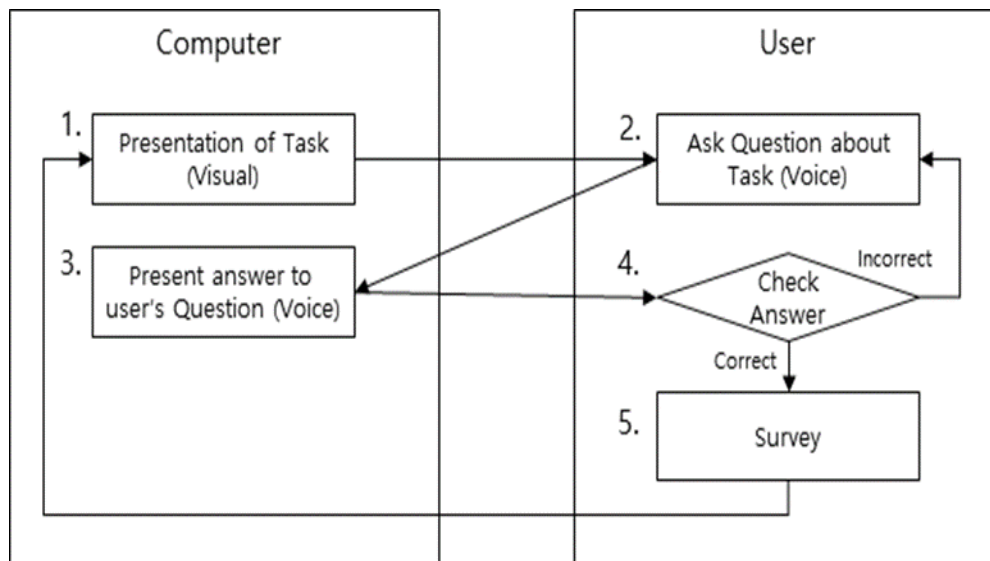 Computer
User
1.
Presentation of Task
(Visual)
2.
Ask Question about
Task (Voice)
3.
Present answer to
user's Question (Voice)
4.
Check
Answer
Incorrect
Correct
5.
Survey